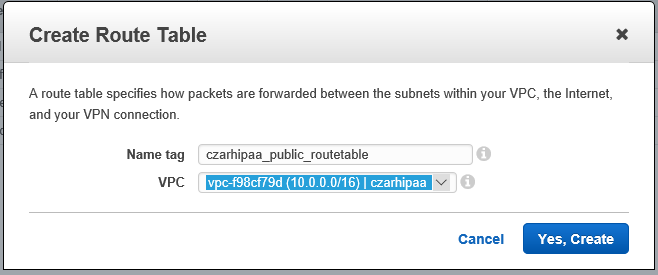 Create Route Table
A route table specifies how packets are forwarded between the subnets within your VPC, the Internet,
and your VPN connection.
Name tag czarhipaa_public_routetable
VPC vpc-f98cf79d (10.0.0.0/16) | czarhipaa
Cancel Yes, Create